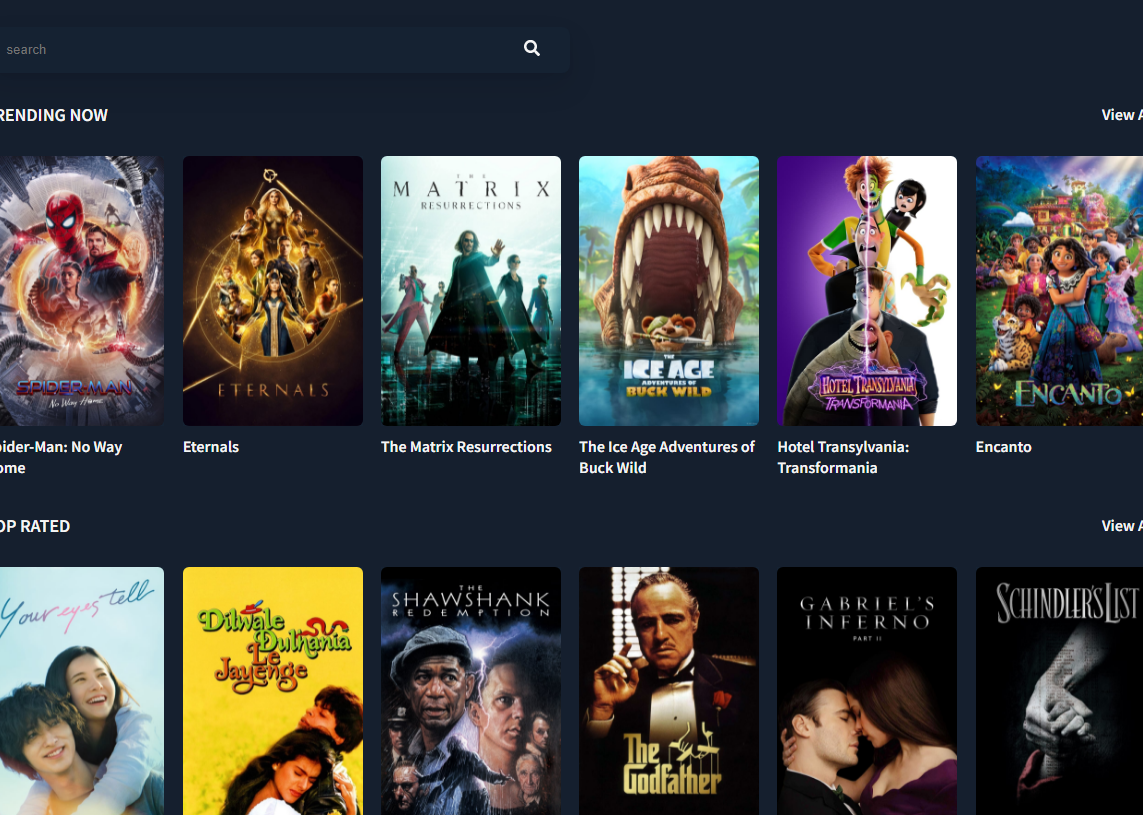 search
RENDING NOW
View A
SPIDER-MAN
No Way Home
ETERNALS
THE
MATRIX
RESURRECTIONS
THE
ICE AGE
ADVENTURES OF
BUCK WILD
HOTEL TRANSYLVANIA
TRANSFORMANIA
ENCANTO
pider-Man: No Way
ome
Eternals
The Matrix Resurrections
The Ice Age Adventures of
Buck Wild
Hotel Transylvania:
Transformania
Encanto
OP RATED
View A
Your eyes tell
Dilwale
Dulhania
Le
Jayenge
THE
SHAWSHANK
REDEMPTION
The
Godfather
GABRIEL'S
INFERNO
PART II
SCHINDLER'S LIST